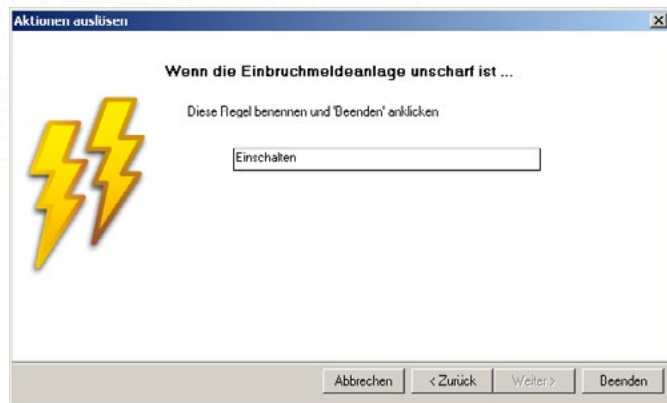 Aktionen auslösen
Wenn die Einbruchmeldeanlage unscharf ist ...
Diese Regel benennen und 'Beenden' anklicken
Einschalten
Abbrechen
< Zurück
Weiter >
Beenden